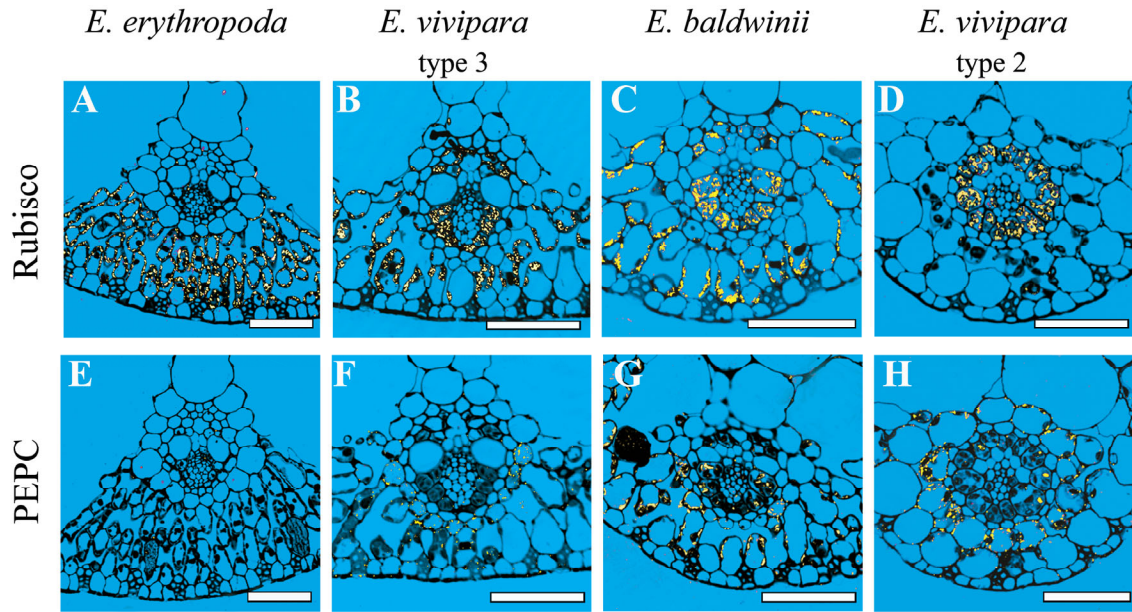 E. erythropoda E. vivipara E. baldwinii E. vivipara
type 3 type 2
Rubisco
A B C D
PEPC
E F G H